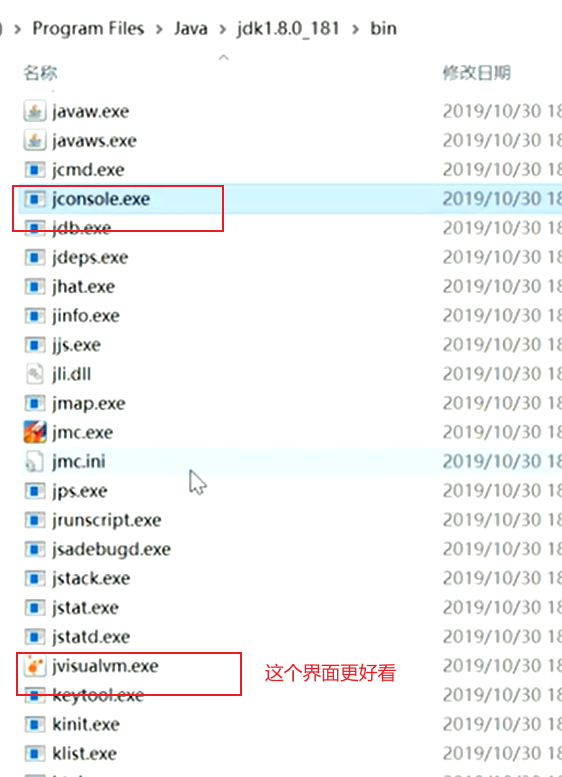 Program Files > Java > jdk1.8.0_181 > bin
名称 修改日期
javaw.exe 2019/10/30 18
javaws.exe 2019/10/30 18
jcmd.exe 2019/10/30 18
jconsole.exe 2019/10/30 18
jdb.exe 2019/10/30 18
jdeps.exe 2019/10/30 18
jhat.exe 2019/10/30 18
jinfo.exe 2019/10/30 18
jjs.exe 2019/10/30 18
jli.dll 2019/10/30 18
jmap.exe 2019/10/30 18
jmc.exe 2019/10/30 18
jmc.ini 2019/10/30 18
jps.exe 2019/10/30 18
jrunscript.exe 2019/10/30 18
jsadebugd.exe 2019/10/30 18
jstack.exe 2019/10/30 18
jstat.exe 2019/10/30 18
jstatd.exe 2019/10/30 18
jvisualvm.exe 这个界面更好看 2019/10/30 18
keytool.exe 2019/10/30 18
kinit.exe 2019/10/30 18
klist.exe 2019/10/30 18